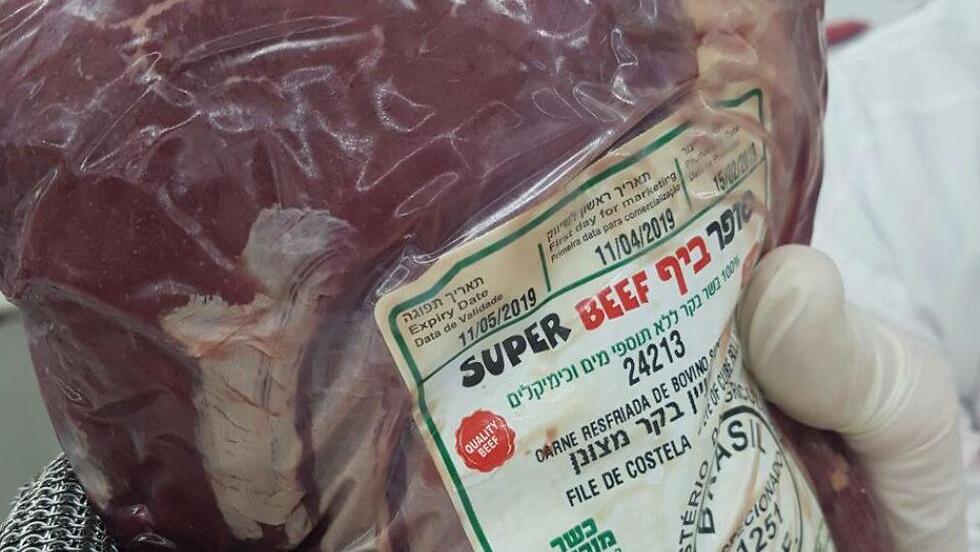 תאריך תפוגה
Expiry Date
Data de Validade
11/05/2019
תאריך ראשון לשיווק
First day for marketing
Primeira data para comercialização
11/04/2019
15/02/2019
SUPER BEEF סופר ביף
100% בשר בקר ללא תוספי מים וכימיקלים
24213
QUALITY BEEF
CARNE RESFRIADA DE BOVINO
בקר מצונן
FILE DE COSTELA
כשר
BRASIL
1251